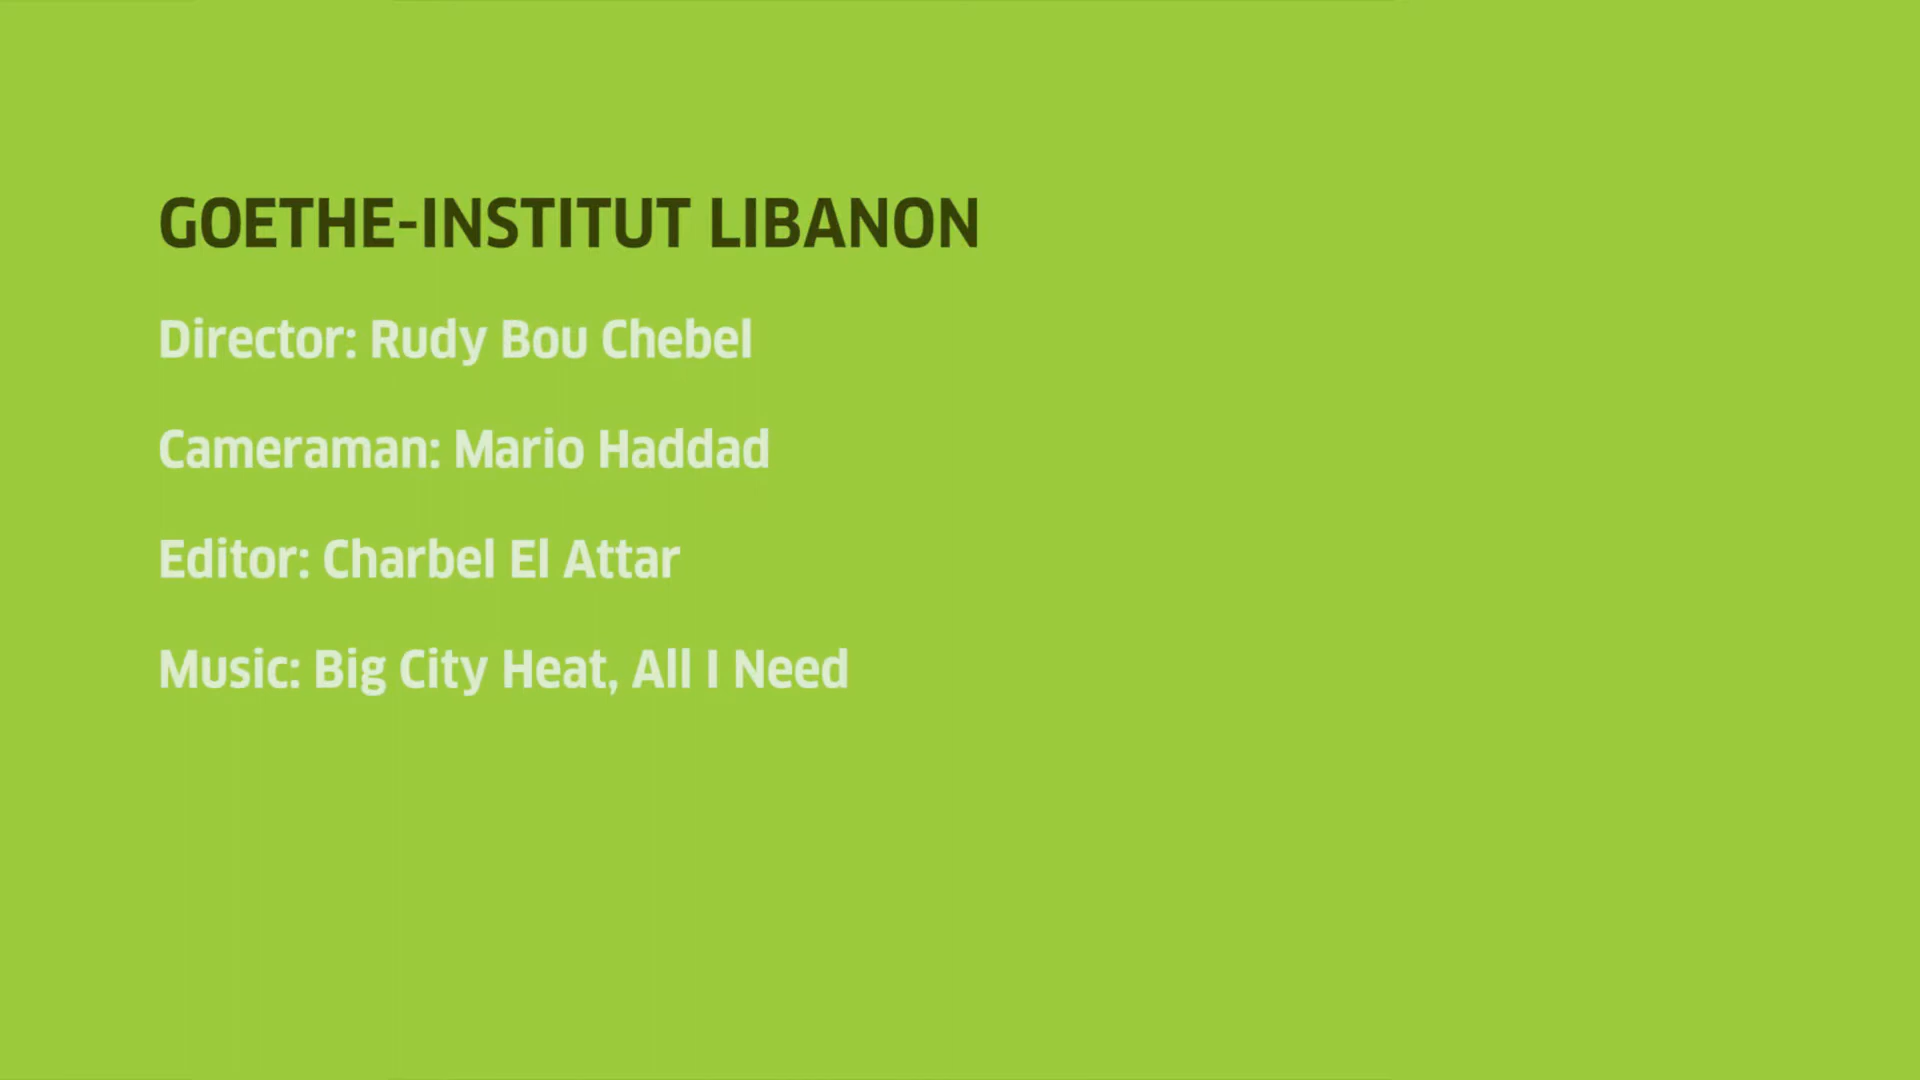 GOETHE-INSTITUT LIBANON
Director: Rudy Bou Chebel
Cameraman: Mario Haddad
Editor: Charbel El Attar
Music: Big City Heat, All I Need